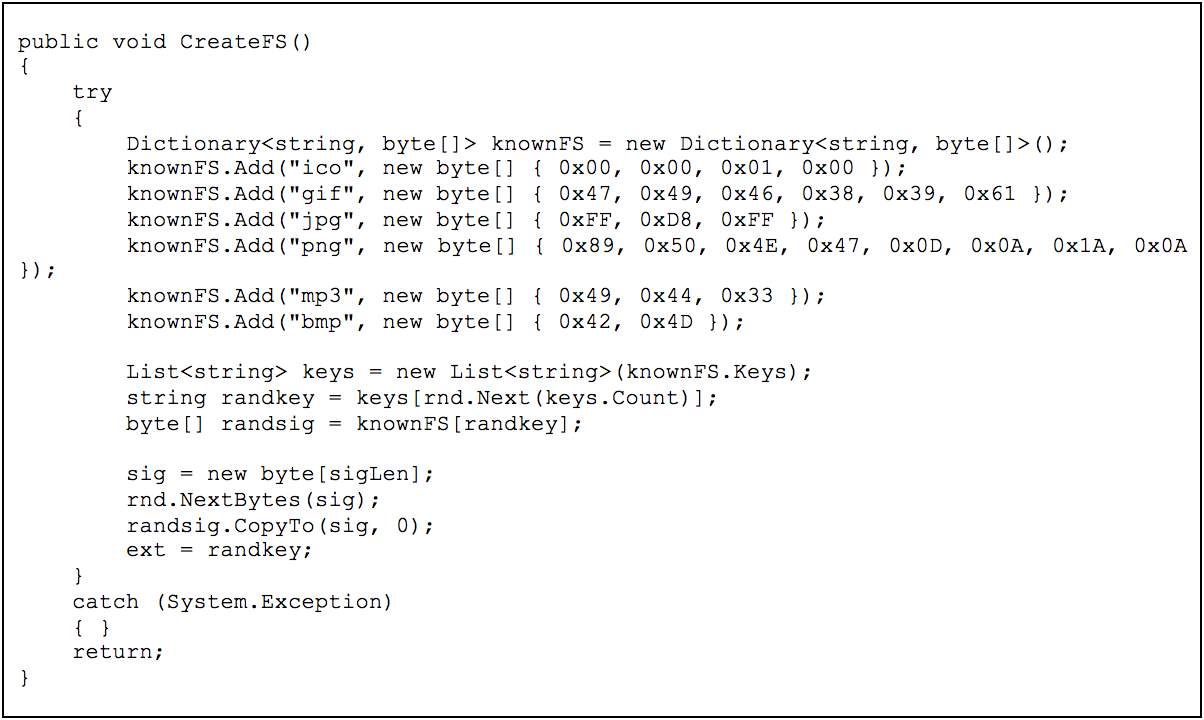 public void CreateFS()
{
    try
    {
        Dictionary<string, byte[]> knownFS = new Dictionary<string, byte[]>();
        knownFS.Add("ico", new byte[] { 0x00, 0x00, 0x01, 0x00 });
        knownFS.Add("gif", new byte[] { 0x47, 0x49, 0x46, 0x38, 0x39, 0x61 });
        knownFS.Add("jpg", new byte[] { 0xFF, 0xD8, 0xFF });
        knownFS.Add("png", new byte[] { 0x89, 0x50, 0x4E, 0x47, 0x0D, 0x0A, 0x1A, 0x0A
});
        knownFS.Add("mp3", new byte[] { 0x49, 0x44, 0x33 });
        knownFS.Add("bmp", new byte[] { 0x42, 0x4D });

        List<string> keys = new List<string>(knownFS.Keys);
        string randkey = keys[rnd.Next(keys.Count)];
        byte[] randsig = knownFS[randkey];

        sig = new byte[sigLen];
        rnd.NextBytes(sig);
        randsig.CopyTo(sig, 0);
        ext = randkey;
    }
    catch (System.Exception)
    { }
    return;
}